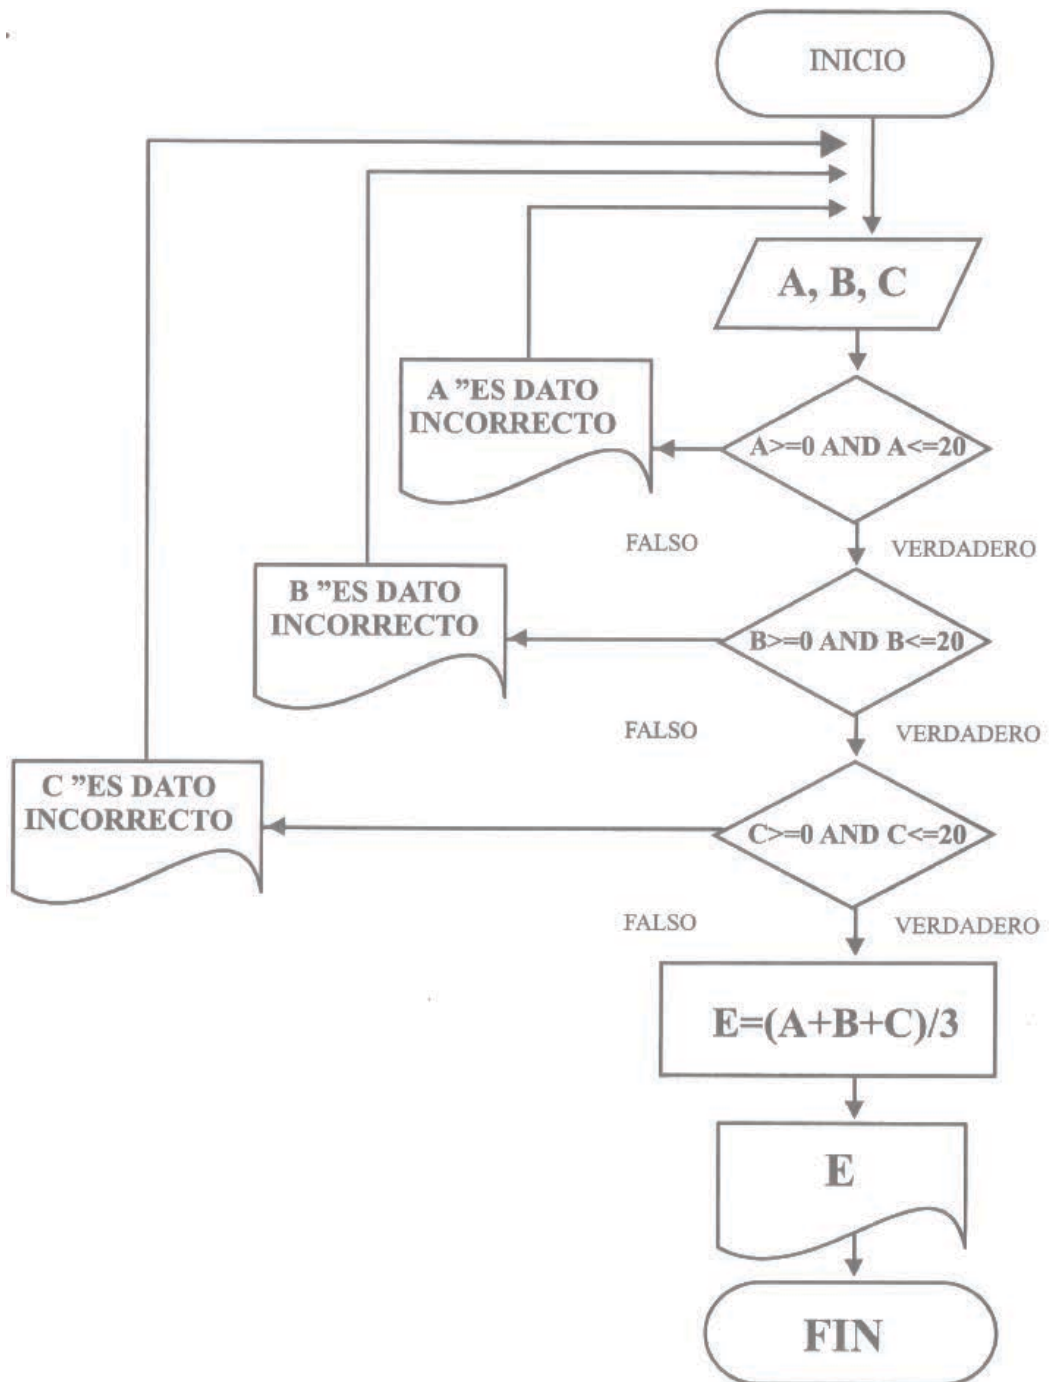 INICIO
A, B, C
A ”ES DATO
INCORRECTO
A>=0 AND A<=20
FALSO
VERDADERO
B ”ES DATO
INCORRECTO
B>=0 AND B<=20
FALSO
VERDADERO
C ”ES DATO
INCORRECTO
C>=0 AND C<=20
FALSO
VERDADERO
E=(A+B+C)/3
E
FIN